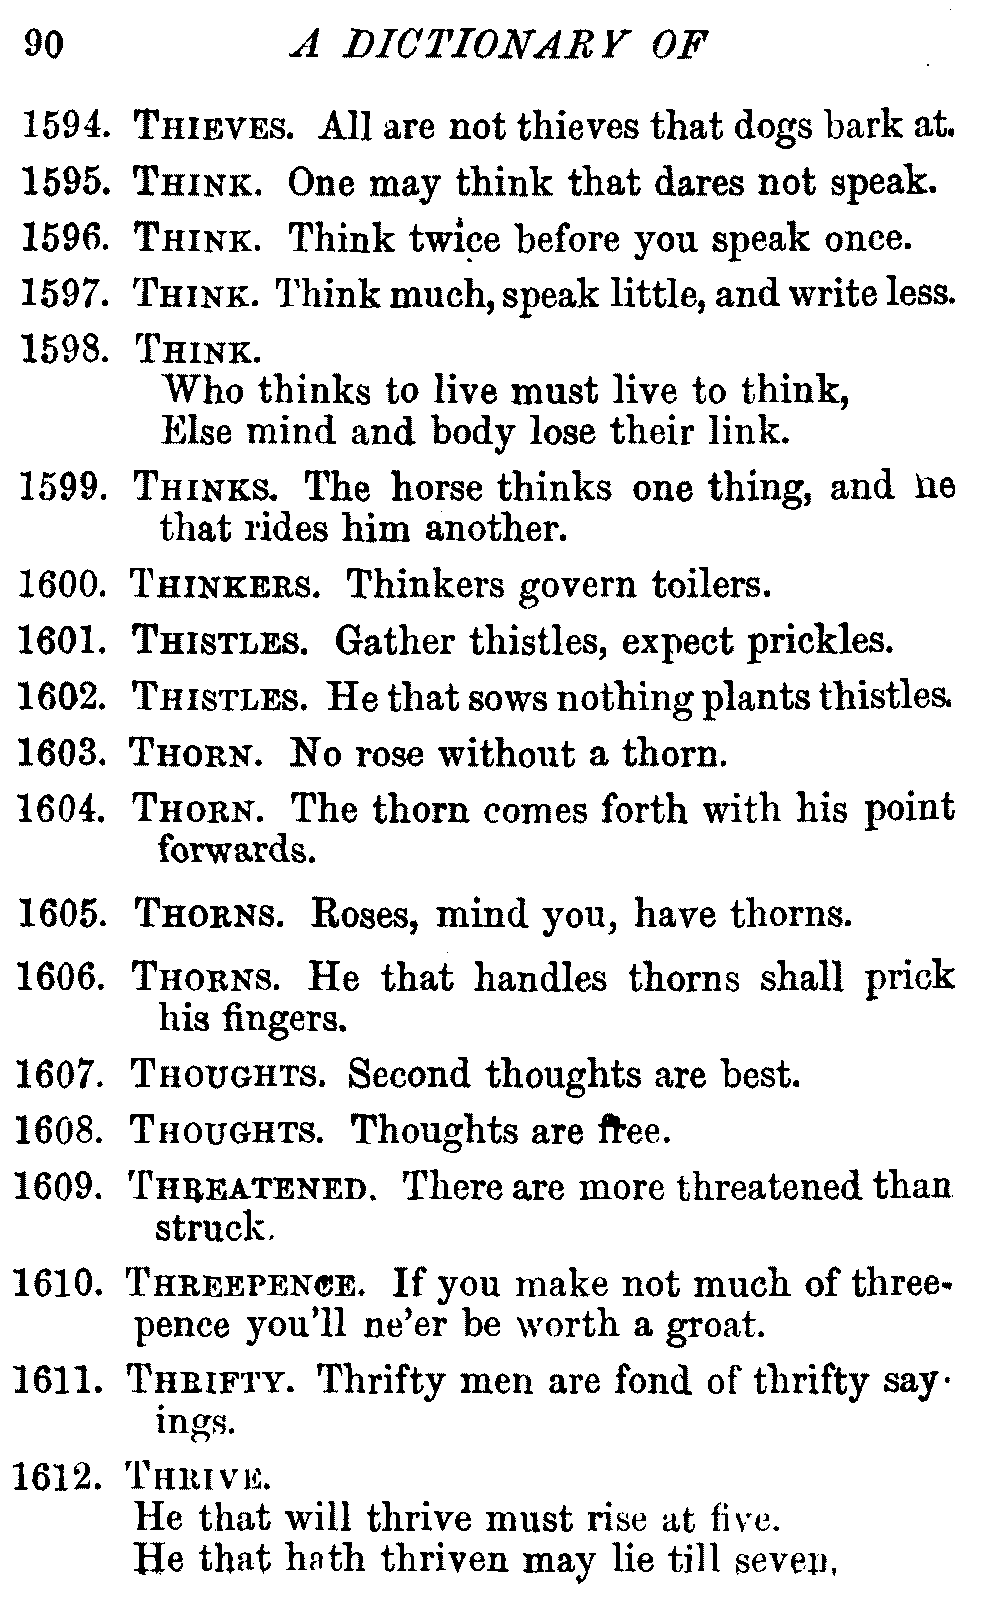 90 A DICTIONARY OF
1594. THIEVES. All are not thieves that dogs bark at.
1595. THINK. One may think that dares not speak.
1596. THINK. Think twice before you speak once.
1597. THINK. Think much, speak little, and write less.
1598. THINK.
Who thinks to live must live to think,
Else mind and body lose their link.
1599. THINKS. The horse thinks one thing, and he
that rides him another.
1600. THINKERS. Thinkers govern toilers.
1601. THISTLES. Gather thistles, expect prickles.
1602. THISTLES. He that sows nothing plants thistles.
1603. THORN. No rose without a thorn.
1604. THORN. The thorn comes forth with his point
forwards.
1605. THORNS. Roses, mind you, have thorns.
1606. THORNS. He that handles thorns shall prick
his fingers.
1607. THOUGHTS. Second thoughts are best.
1608. THOUGHTS. Thoughts are free.
1609. THREATENED. There are more threatened than
struck.
1610. THREEPENCE. If you make not much of three-
pence you'll ne'er be worth a groat.
1611. THRIFTY. Thrifty men are fond of thrifty say-
ings.
1612. THRIVE.
He that will thrive must rise at five.
He that hath thriven may lie till seven,